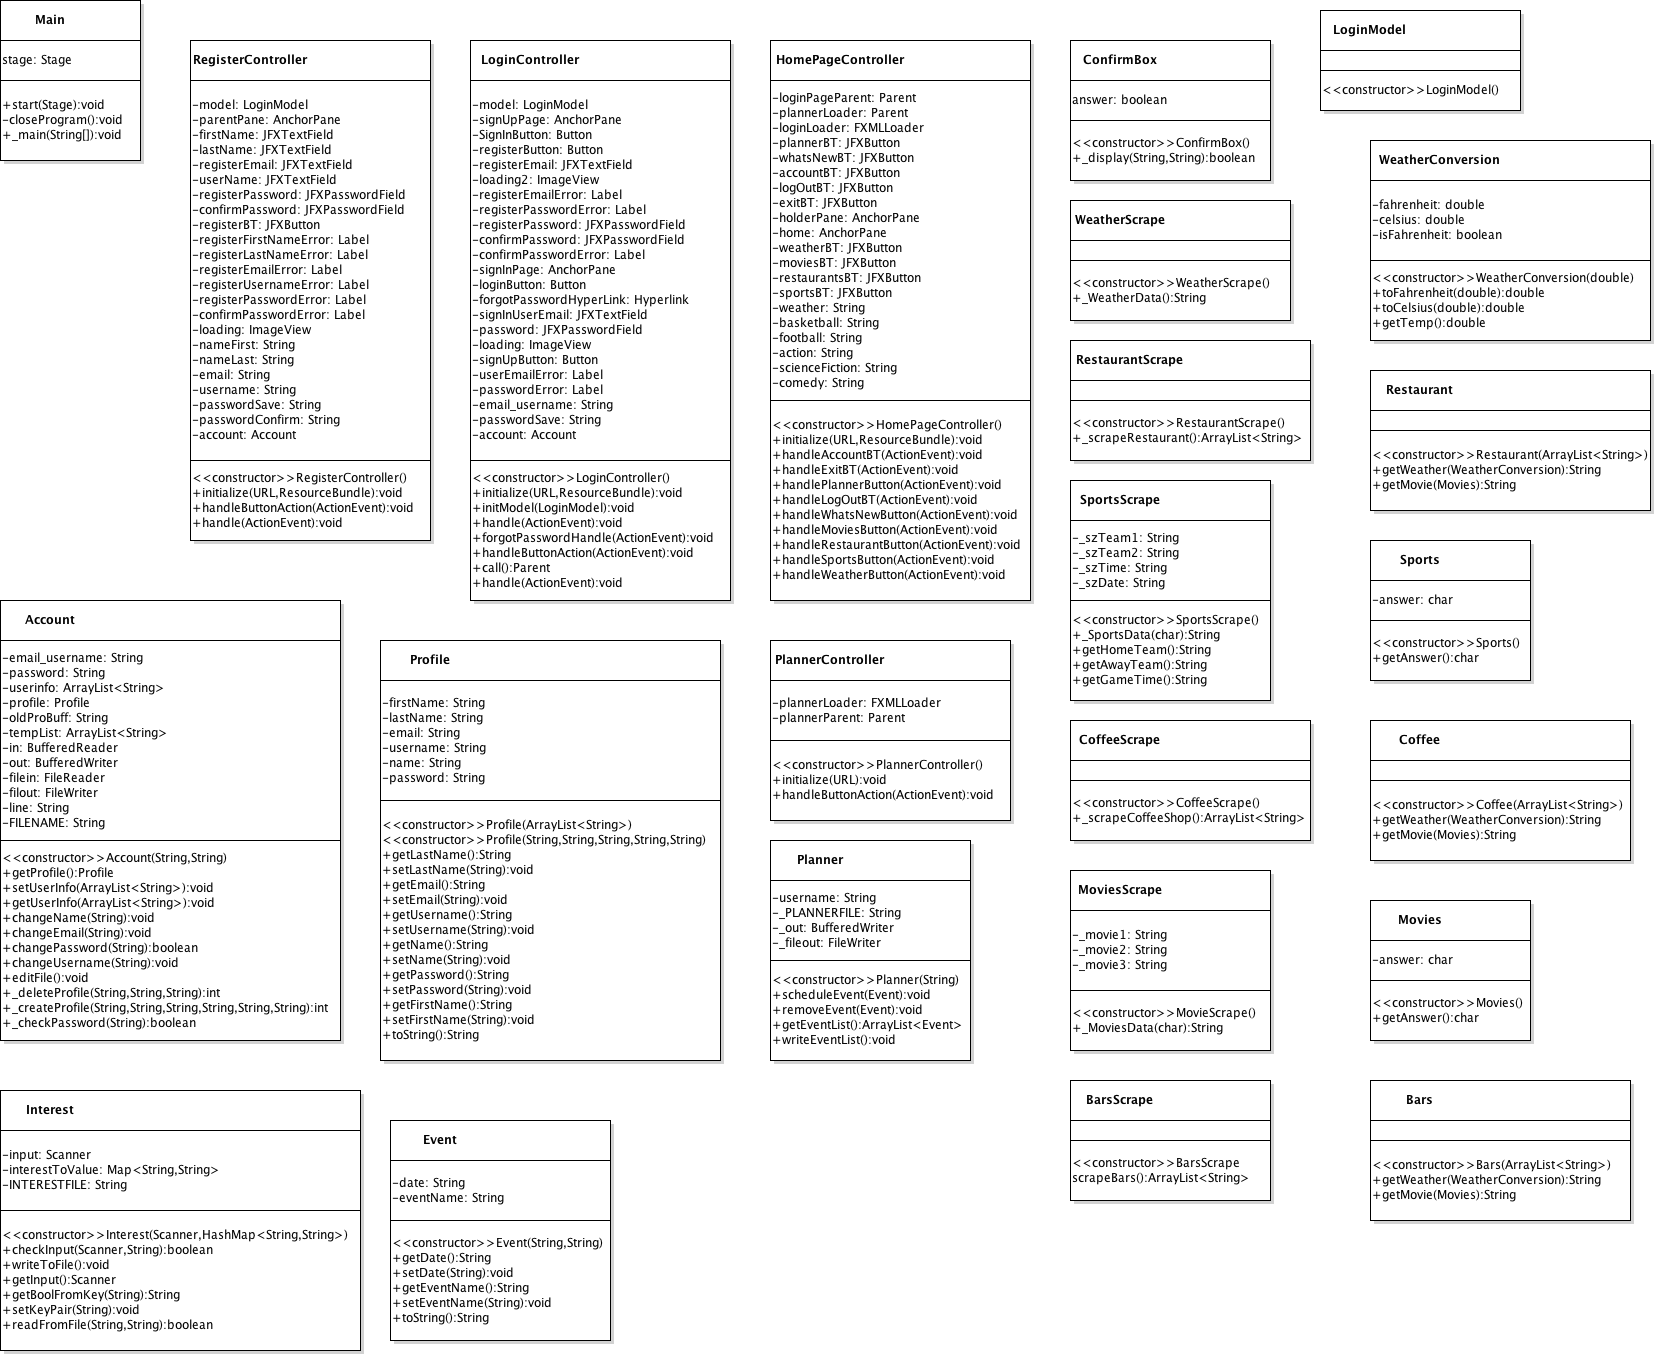 Main
stage: Stage
+start(Stage):void
-closeProgram():void
+_main(String[]):void
RegisterController
-model: LoginModel
-parentPane: AnchorPane
-firstName: JFXTextField
-lastName: JFXTextField
-registerEmail: JFXTextField
-userName: JFXTextField
-registerPassword: JFXPasswordField
-confirmPassword: JFXPasswordField
-registerBT: JFXButton
-registerFirstNameError: Label
-registerLastNameError: Label
-registerEmailError: Label
-registerUsernameError: Label
-registerPasswordError: Label
-confirmPasswordError: Label
-loading: ImageView
-nameFirst: String
-nameLast: String
-email: String
-username: String
-passwordSave: String
-passwordConfirm: String
-account: Account
<<constructor>>RegisterController()
+initialize(URL,ResourceBundle):void
+handleButtonAction(ActionEvent):void
+handle(ActionEvent):void
LoginController
-model: LoginModel
-signUpPage: AnchorPane
-SignInButton: Button
-registerButton: Button
-registerEmail: JFXTextField
-loading2: ImageView
-registerEmailError: Label
-registerPasswordError: Label
-registerPassword: JFXPasswordField
-confirmPassword: JFXPasswordField
-confirmPasswordError: Label
-signInPage: AnchorPane
-loginButton: Button
-forgotPasswordHyperLink: Hyperlink
-signInUserEmail: JFXTextField
-password: JFXPasswordField
-loading: ImageView
-signUpButton: Button
-userEmailError: Label
-passwordError: Label
-email_username: String
-passwordSave: String
-account: Account
<<constructor>>LoginController()
+initialize(URL,ResourceBundle):void
+initModel(LoginModel):void
+handle(ActionEvent):void
+forgotPasswordHandle(ActionEvent):void
+handleButtonAction(ActionEvent):void
+call():Parent
+handle(ActionEvent):void
HomePageController
-loginPageParent: Parent
-plannerLoader: Parent
-loginLoader: FXMLLoader
-plannerBT: JFXButton
-whatsNewBT: JFXButton
-accountBT: JFXButton
-logOutBT: JFXButton
-exitBT: JFXButton
-holderPane: AnchorPane
-home: AnchorPane
-weatherBT: JFXButton
-moviesBT: JFXButton
-restaurantsBT: JFXButton
-sportsBT: JFXButton
-weather: String
-basketball: String
-football: String
-action: String
-scienceFiction: String
-comedy: String
<<constructor>>HomePageController()
+initialize(URL,ResourceBundle):void
+handleAccountBT(ActionEvent):void
+handleExitBT(ActionEvent):void
+handlePlannerButton(ActionEvent):void
+handleLogOutBT(ActionEvent):void
+handleWhatsNewButton(ActionEvent):void
+handleMoviesButton(ActionEvent):void
+handleRestaurantButton(ActionEvent):void
+handleSportsButton(ActionEvent):void
+handleWeatherButton(ActionEvent):void
ConfirmBox
answer: boolean
<<constructor>>ConfirmBox()
+_display(String,String):boolean
LoginModel
<<constructor>>LoginModel()
WeatherScrape
<<constructor>>WeatherScrape()
+_WeatherData():String
WeatherConversion
-fahrenheit: double
-celsius: double
-isFahrenheit: boolean
<<constructor>>WeatherConversion(double)
+toFahrenheit(double):double
+toCelsius(double):double
+getTemp():double
RestaurantScrape
<<constructor>>RestaurantScrape()
+_scrapeRestaurant():ArrayList<String>
Restaurant
<<constructor>>Restaurant(ArrayList<String>)
+getWeather(WeatherConversion):String
+getMovie(Movies):String
SportsScrape
-_szTeam1: String
-_szTeam2: String
-_szTime: String
-_szDate: String
<<constructor>>SportsScrape()
+_SportsData(char):String
+getHomeTeam():String
+getAwayTeam():String
+getGameTime():String
Sports
-answer: char
<<constructor>>Sports()
+getAnswer():char
Account
-email_username: String
-password: String
-userinfo: ArrayList<String>
-profile: Profile
-oldProBuff: String
-tempList: ArrayList<String>
-in: BufferedReader
-out: BufferedWriter
-filein: FileReader
-filout: FileWriter
-line: String
-FILENAME: String
<<constructor>>Account(String,String)
+getProfile():Profile
+setUserInfo(ArrayList<String>):void
+getUserInfo(ArrayList<String>):void
+changeName(String):void
+changeEmail(String):void
+changePassword(String):boolean
+changeUsername(String):void
+editFile():void
+_deleteProfile(String,String,String):int
+_createProfile(String,String,String,String,String,String):int
+_checkPassword(String):boolean
Profile
-firstName: String
-lastName: String
-email: String
-username: String
-name: String
-password: String
<<constructor>>Profile(ArrayList<String>)
<<constructor>>Profile(String,String,String,String,String)
+getLastName():String
+setLastName(String):void
+getEmail():String
+setEmail(String):void
+getUsername():String
+setUsername(String):void
+getName():String
+setName(String):void
+getPassword():String
+setPassword(String):void
+getFirstName():String
+setFirstName(String):void
+toString():String
PlannerController
-plannerLoader: FXMLLoader
-plannerParent: Parent
<<constructor>>PlannerController()
+initialize(URL):void
+handleButtonAction(ActionEvent):void
Planner
-username: String
-_PLANNERFILE: String
-_out: BufferedWriter
-_fileout: FileWriter
<<constructor>>Planner(String)
+scheduleEvent(Event):void
+removeEvent(Event):void
+getEventList():ArrayList<Event>
+writeEventList():void
CoffeeScrape
<<constructor>>CoffeeScrape()
+_scrapeCoffeeShop():ArrayList<String>
Coffee
<<constructor>>Coffee(ArrayList<String>)
+getWeather(WeatherConversion):String
+getMovie(Movies):String
MoviesScrape
-_movie1: String
-_movie2: String
-_movie3: String
<<constructor>>MovieScrape()
+_MoviesData(char):String
Movies
-answer: char
<<constructor>>Movies()
+getAnswer():char
Interest
-input: Scanner
-interestToValue: Map<String,String>
-INTERESTFILE: String
<<constructor>>Interest(Scanner,HashMap<String,String>)
+checkInput(Scanner,String):boolean
+writeToFile():void
+getInput():Scanner
+getBoolFromKey(String):String
+setKeyPair(String):void
+readFromFile(String,String):boolean
Event
-date: String
-eventName: String
<<constructor>>Event(String,String)
+getDate():String
+setDate(String):void
+getEventName():String
+setEventName(String):void
+toString():String
BarsScrape
<<constructor>>BarsScrape
scrapeBars():ArrayList<String>
Bars
<<constructor>>Bars(ArrayList<String>)
+getWeather(WeatherConversion):String
+getMovie(Movies):String